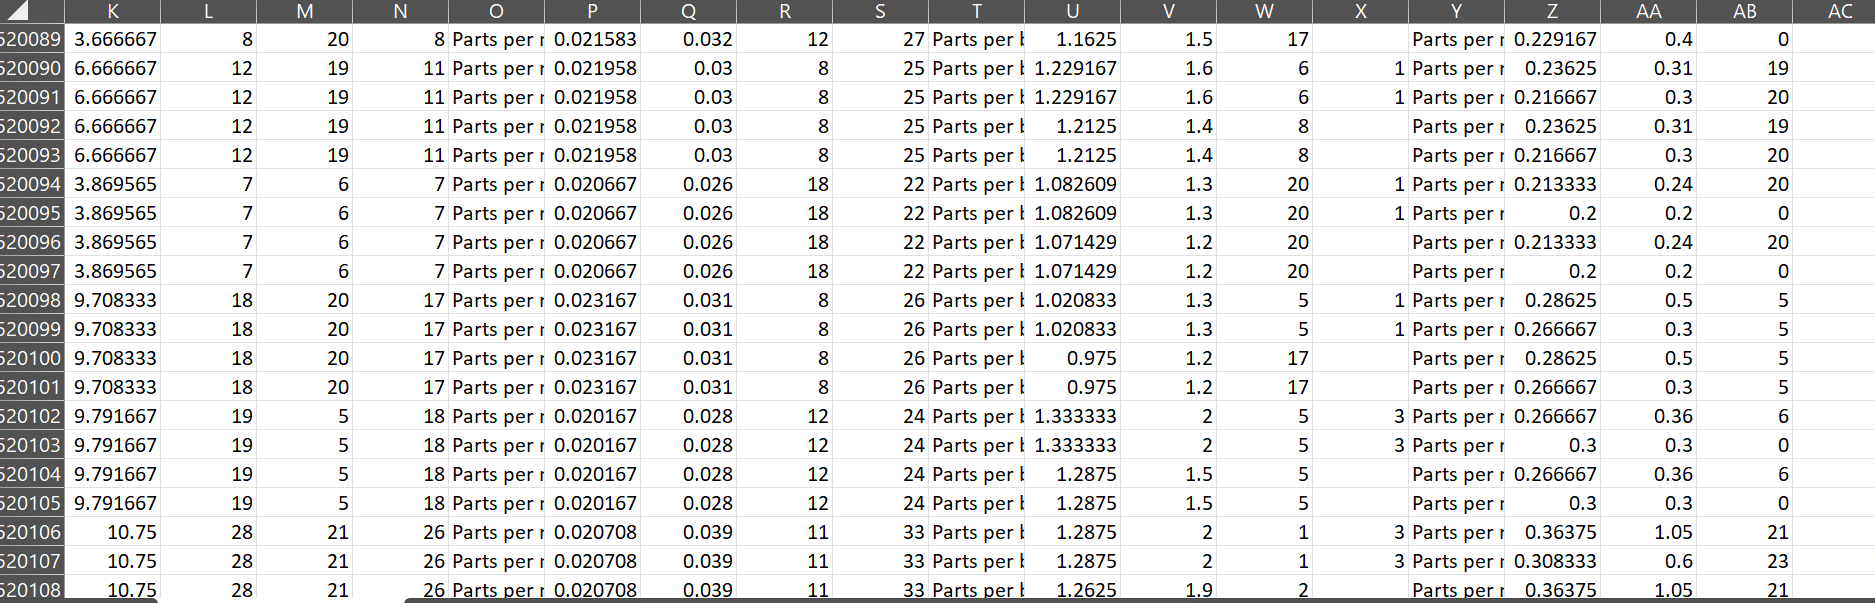 K L M N O P Q R S T U V W X Y Z AA AB AC
520089 3.666667 8 20 8 Parts per r 0.021583 0.032 12 27 Parts per b 1.1625 1.5 17 Parts per r 0.229167 0.4 0
520090 6.666667 12 19 11 Parts per r 0.021958 0.03 8 25 Parts per b 1.229167 1.6 6 1 Parts per r 0.23625 0.31 19
520091 6.666667 12 19 11 Parts per r 0.021958 0.03 8 25 Parts per b 1.229167 1.6 6 1 Parts per r 0.216667 0.3 20
520092 6.666667 12 19 11 Parts per r 0.021958 0.03 8 25 Parts per b 1.2125 1.4 8 Parts per r 0.23625 0.31 19
520093 6.666667 12 19 11 Parts per r 0.021958 0.03 8 25 Parts per b 1.2125 1.4 8 Parts per r 0.216667 0.3 20
520094 3.869565 7 6 7 Parts per r 0.020667 0.026 18 22 Parts per b 1.082609 1.3 20 1 Parts per r 0.213333 0.24 20
520095 3.869565 7 6 7 Parts per r 0.020667 0.026 18 22 Parts per b 1.082609 1.3 20 1 Parts per r 0.2 0.2 0
520096 3.869565 7 6 7 Parts per r 0.020667 0.026 18 22 Parts per b 1.071429 1.2 20 Parts per r 0.213333 0.24 20
520097 3.869565 7 6 7 Parts per r 0.020667 0.026 18 22 Parts per b 1.071429 1.2 20 Parts per r 0.2 0.2 0
520098 9.708333 18 20 17 Parts per r 0.023167 0.031 8 26 Parts per b 1.020833 1.3 5 1 Parts per r 0.28625 0.5 5
520099 9.708333 18 20 17 Parts per r 0.023167 0.031 8 26 Parts per b 1.020833 1.3 5 1 Parts per r 0.266667 0.3 5
520100 9.708333 18 20 17 Parts per r 0.023167 0.031 8 26 Parts per b 0.975 1.2 17 Parts per r 0.28625 0.5 5
520101 9.708333 18 20 17 Parts per r 0.023167 0.031 8 26 Parts per b 0.975 1.2 17 Parts per r 0.266667 0.3 5
520102 9.791667 19 5 18 Parts per r 0.020167 0.028 12 24 Parts per b 1.333333 2 5 3 Parts per r 0.266667 0.36 6
520103 9.791667 19 5 18 Parts per r 0.020167 0.028 12 24 Parts per b 1.333333 2 5 3 Parts per r 0.3 0.3 0
520104 9.791667 19 5 18 Parts per r 0.020167 0.028 12 24 Parts per b 1.2875 1.5 5 Parts per r 0.266667 0.36 6
520105 9.791667 19 5 18 Parts per r 0.020167 0.028 12 24 Parts per b 1.2875 1.5 5 Parts per r 0.3 0.3 0
520106 10.75 28 21 26 Parts per r 0.020708 0.039 11 33 Parts per b 1.2875 2 1 3 Parts per r 0.36375 1.05 21
520107 10.75 28 21 26 Parts per r 0.020708 0.039 11 33 Parts per b 1.2875 2 1 3 Parts per r 0.308333 0.6 23
520108 10.75 28 21 26 Parts per r 0.020708 0.039 11 33 Parts per b 1.2625 1.9 2 Parts per r 0.36375 1.05 21